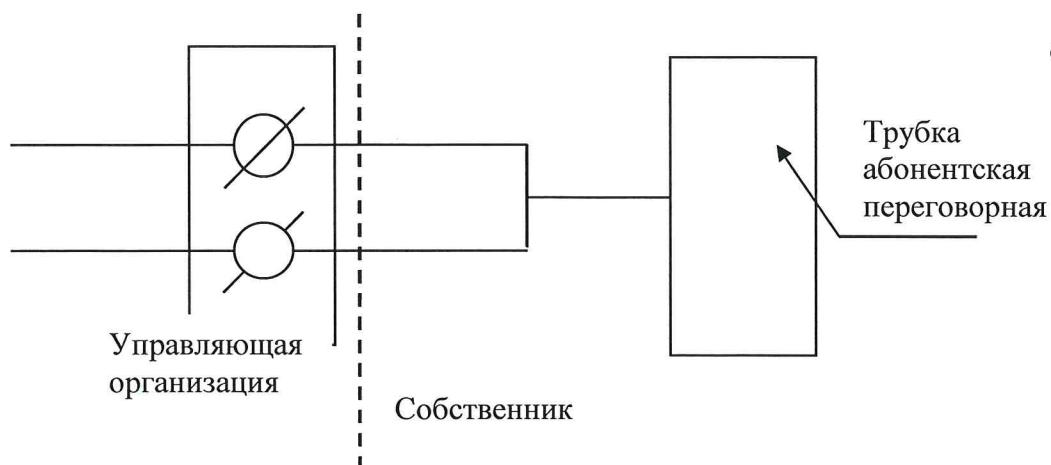 Трубка
абонентская
переговорная
Управляющая
организация
Собственник